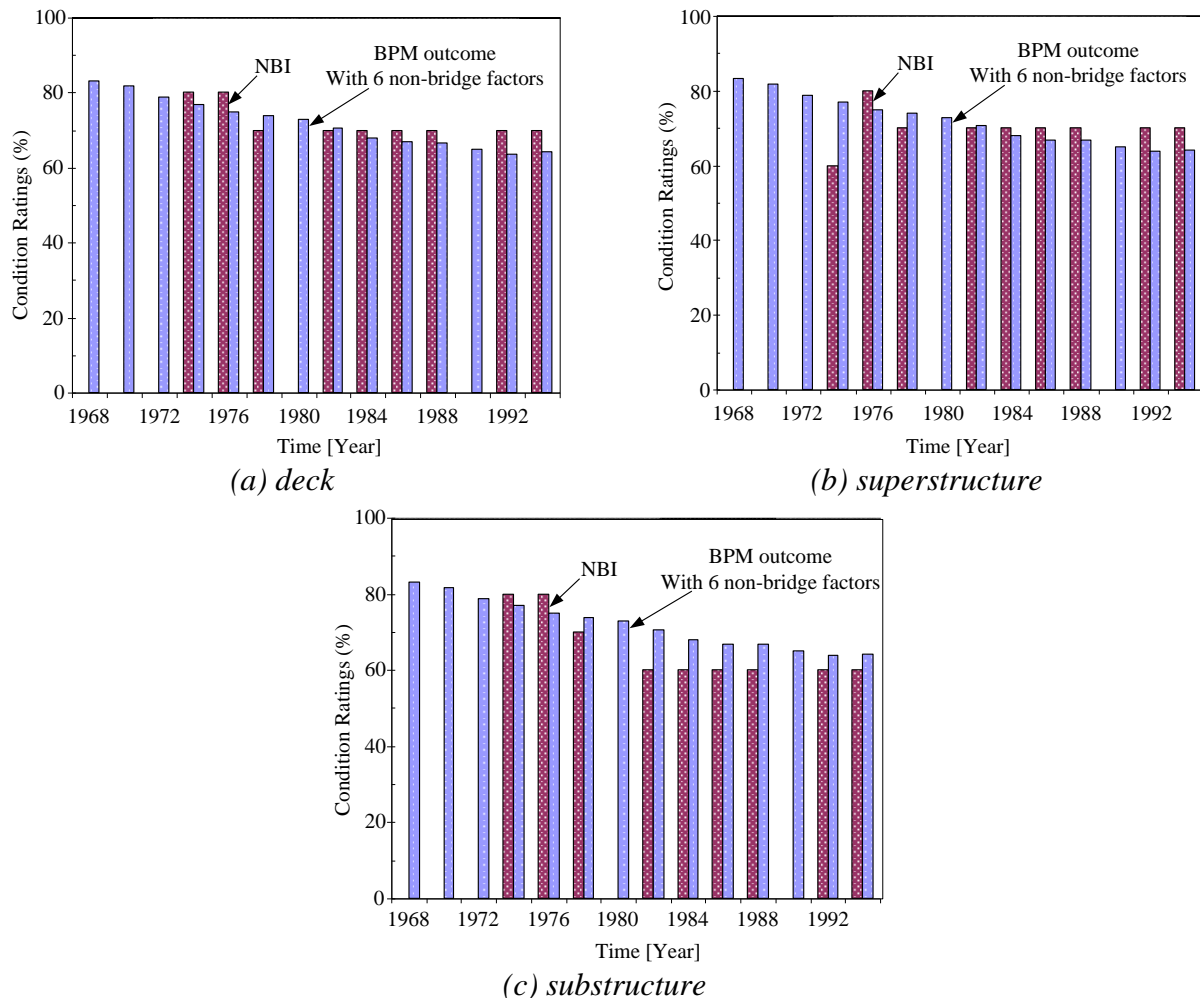 100
80
60
40
20
0
Condition Ratings (%)
NBI
BPM outcome
With 6 non-bridge factors
1968 1972 1976 1980 1984 1988 1992
Time [Year]
(a) deck
100
80
60
40
20
0
Condition Ratings (%)
NBI
BPM outcome
With 6 non-bridge factors
1968 1972 1976 1980 1984 1988 1992
Time [Year]
(b) superstructure
100
80
60
40
20
0
Condition Ratings (%)
NBI
BPM outcome
With 6 non-bridge factors
1968 1972 1976 1980 1984 1988 1992
Time [Year]
(c) substructure